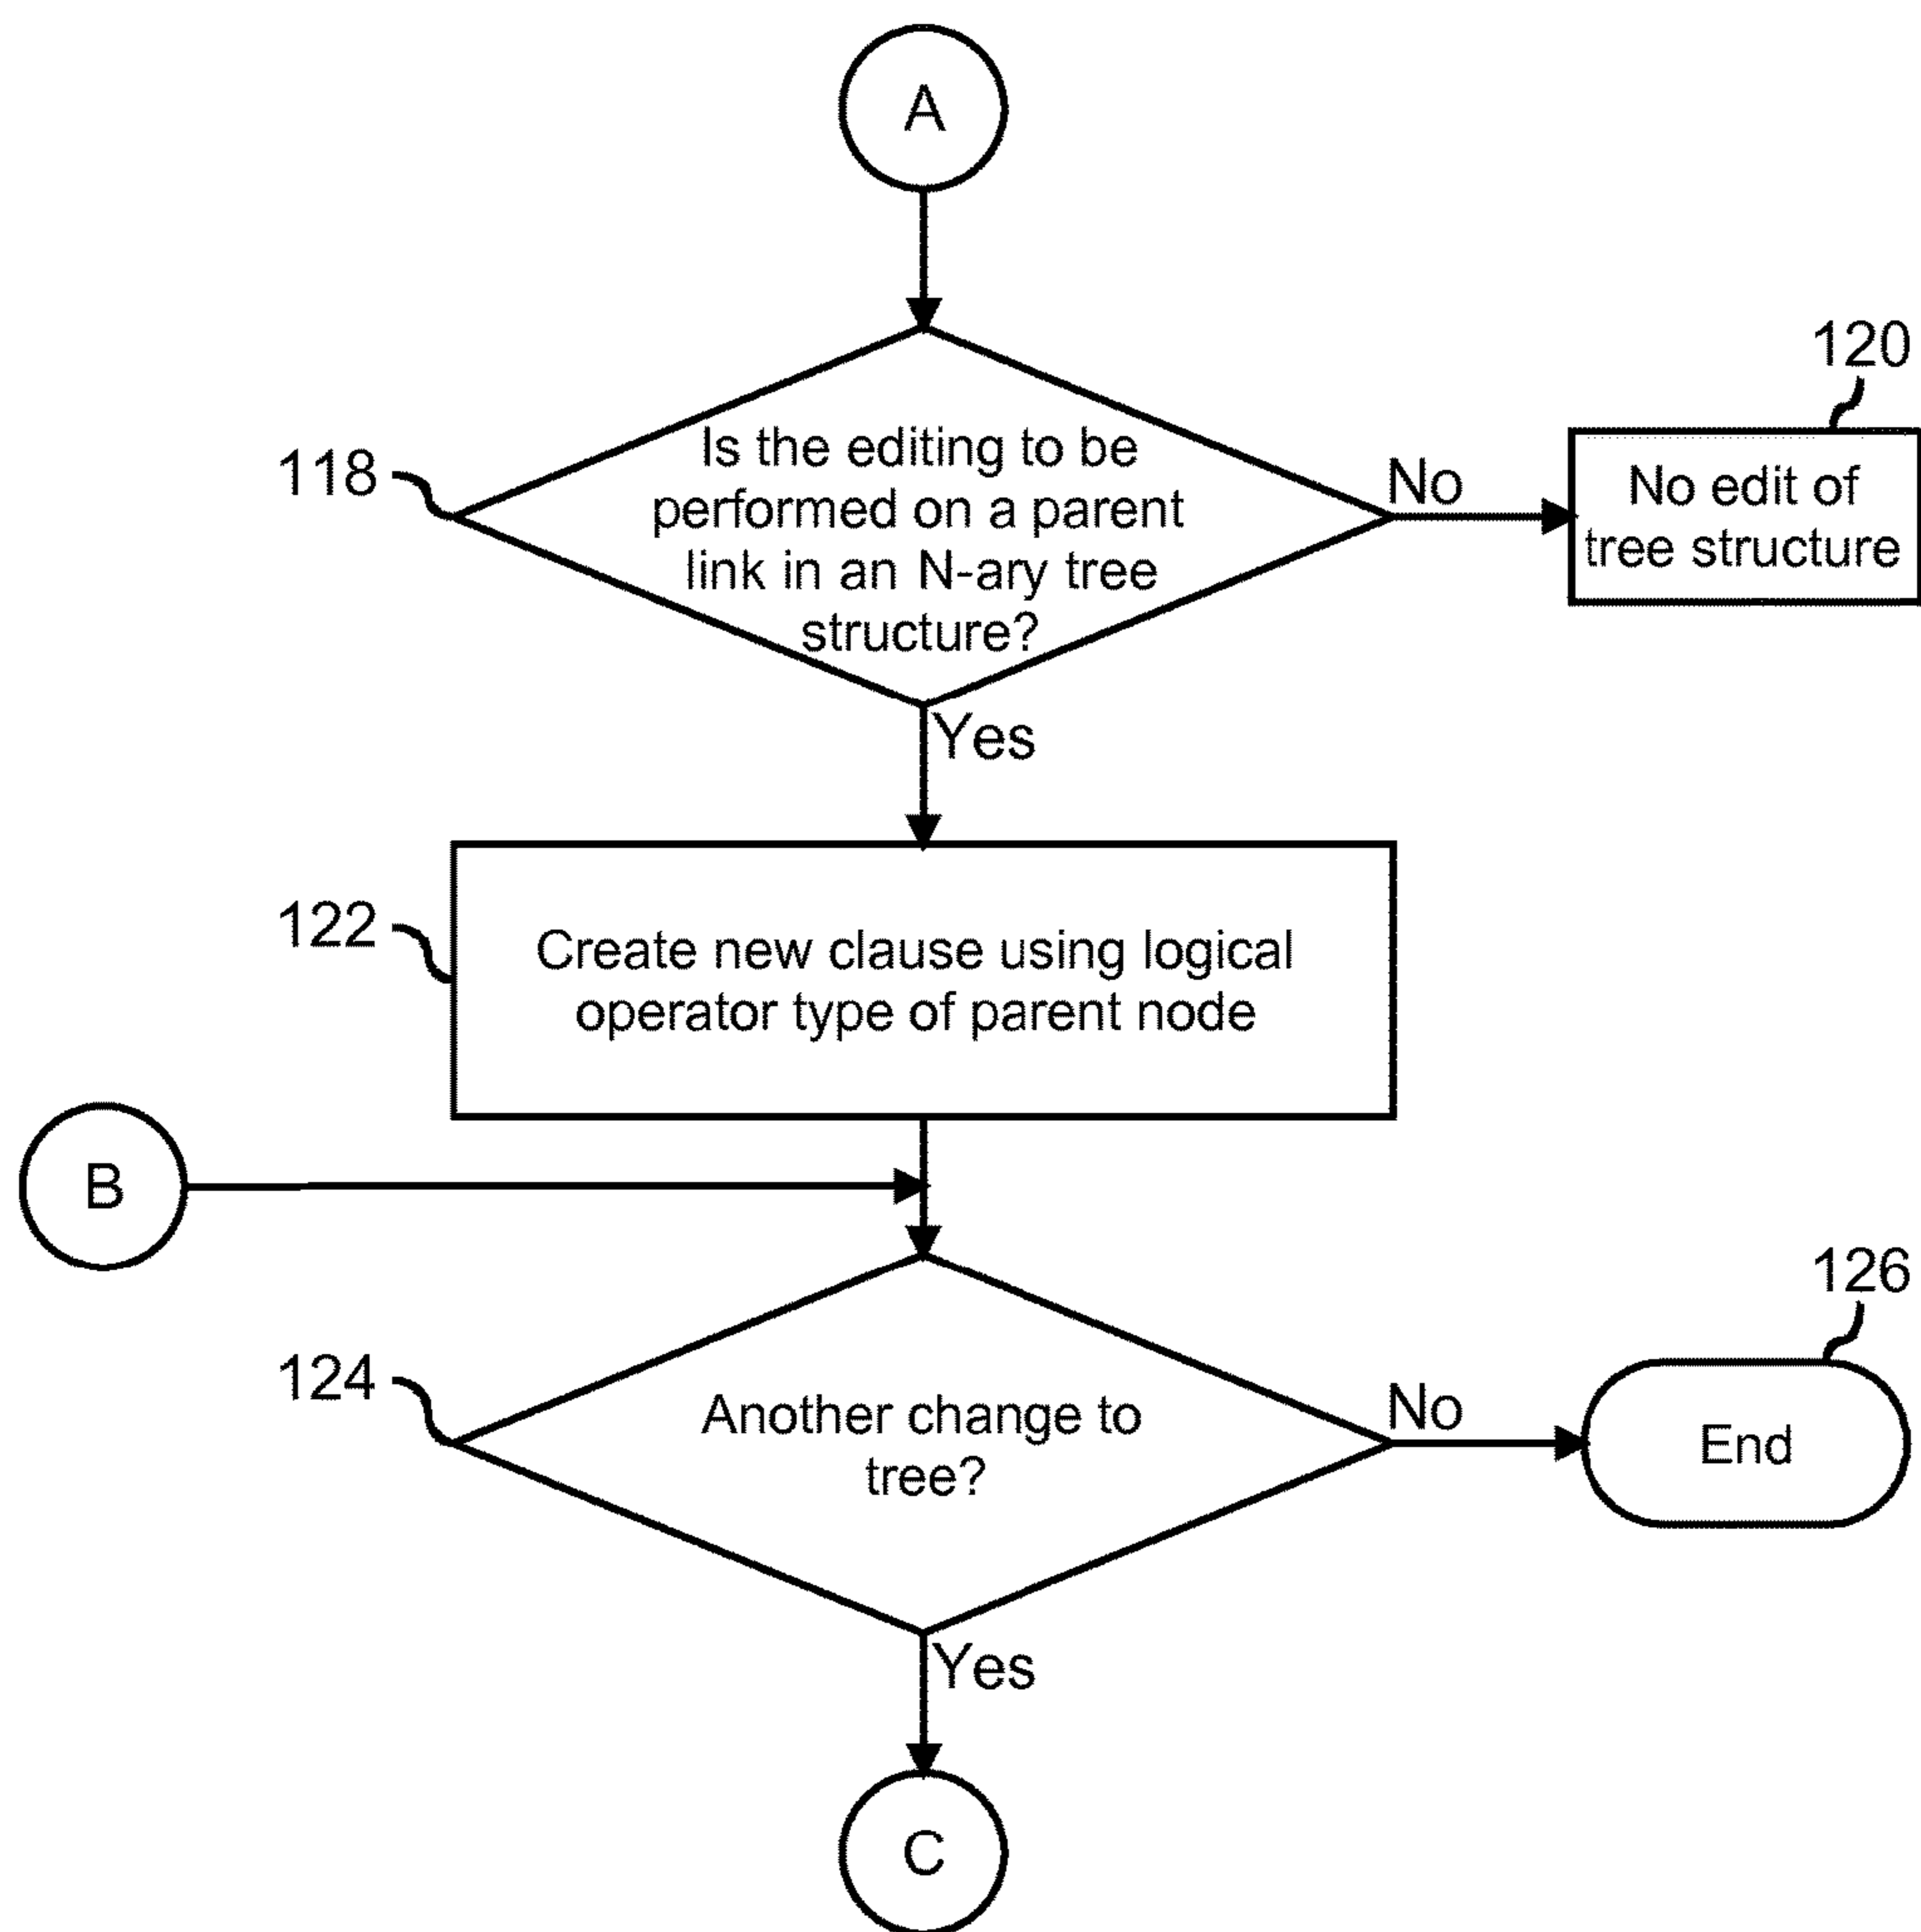 A
120
118
Is the editing to be
performed on a parent
link in an N-ary tree
structure?
No
No edit of
tree structure
Yes
122
Create new clause using logical
operator type of parent node
B
126
124
Another change to
tree?
No
End
Yes
C